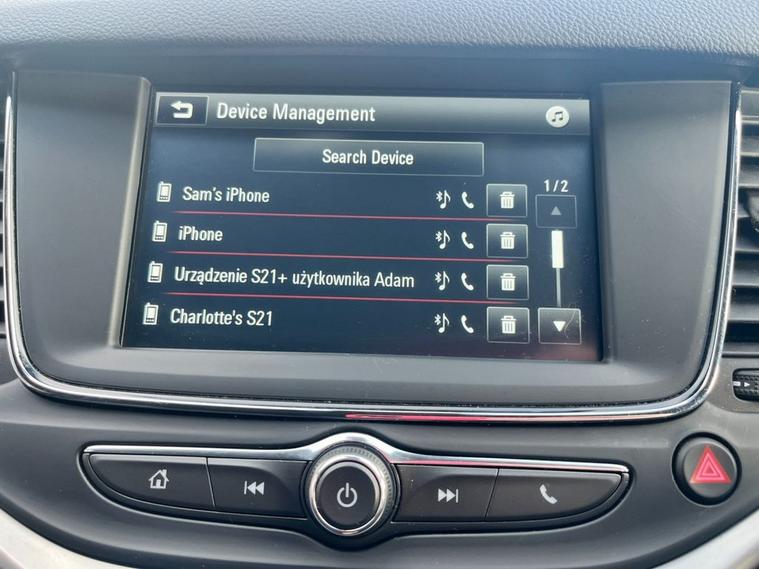 Device Management
Search Device
Sam's iPhone
1/2
iPhone
Urządzenie S21+ użytkownika Adam
Charlotte's S21